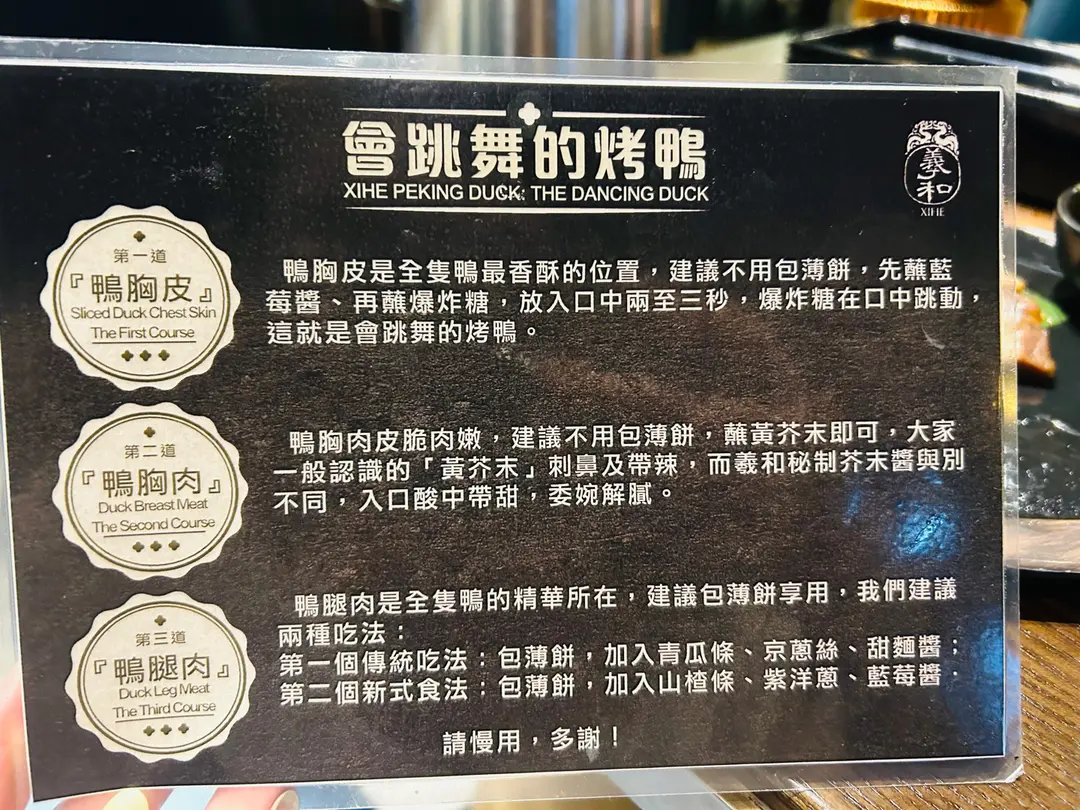 會跳舞的烤鴨
XIHE PEKING DUCK: THE DANCING DUCK
羲和
XIHE
第一道
『鴨胸皮』
Sliced Duck Chest Skin
The First Course
鴨胸皮是全隻鴨最香酥的位置，建議不用包薄餅，先蘸藍
莓醬、再蘸爆炸糖，放入口中兩至三秒，爆炸糖在口中跳動，
這就是會跳舞的烤鴨。
第二道
『鴨胸肉』
Duck Breast Meat
The Second Course
鴨胸肉皮脆肉嫩，建議不用包薄餅，蘸黃芥末即可，大家
一般認識的「黃芥末」刺鼻及帶辣，而羲和秘制芥末醬與別
不同，入口酸中帶甜，委婉解膩。
第三道
『鴨腿肉』
Duck Leg Meat
The Third Course
鴨腿肉是全隻鴨的精華所在，建議包薄餅享用，我們建議
兩種吃法：
第一個傳統吃法：包薄餅，加入青瓜條、京蔥絲、甜麵醬；
第二個新式食法：包薄餅，加入山楂條、紫洋蔥、藍莓醬．
請慢用，多謝！